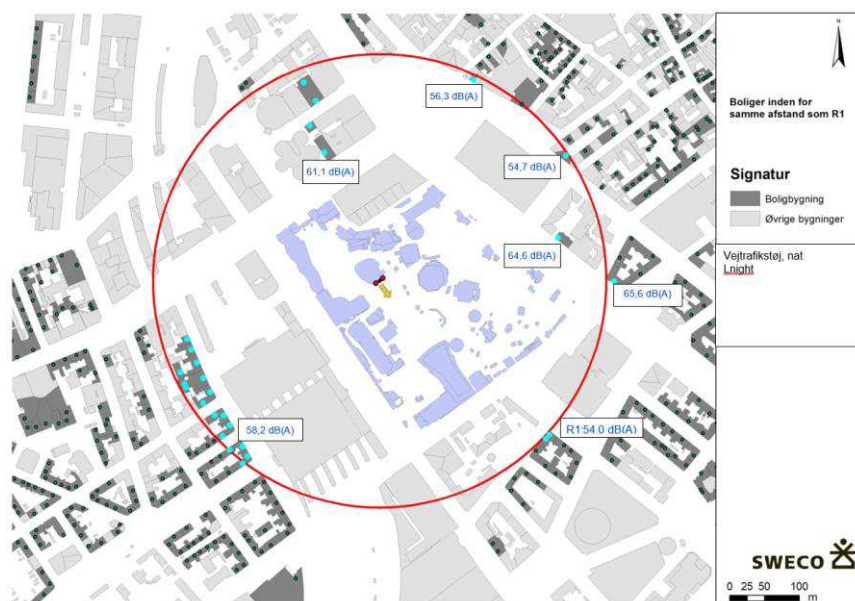 56,3 dB(A)
54,7 dB(A)
61,1 dB(A)
64,6 dB(A)
65,6 dB(A)
58,2 dB(A)
R1:54.0 dB(A)
N
Boliger inden for
samme afstand som R1
Signatur
Boligbygning
Øvrige bygninger
Vejtrafikstøj, nat
Lnight
SWECO
0 25 50 100
m